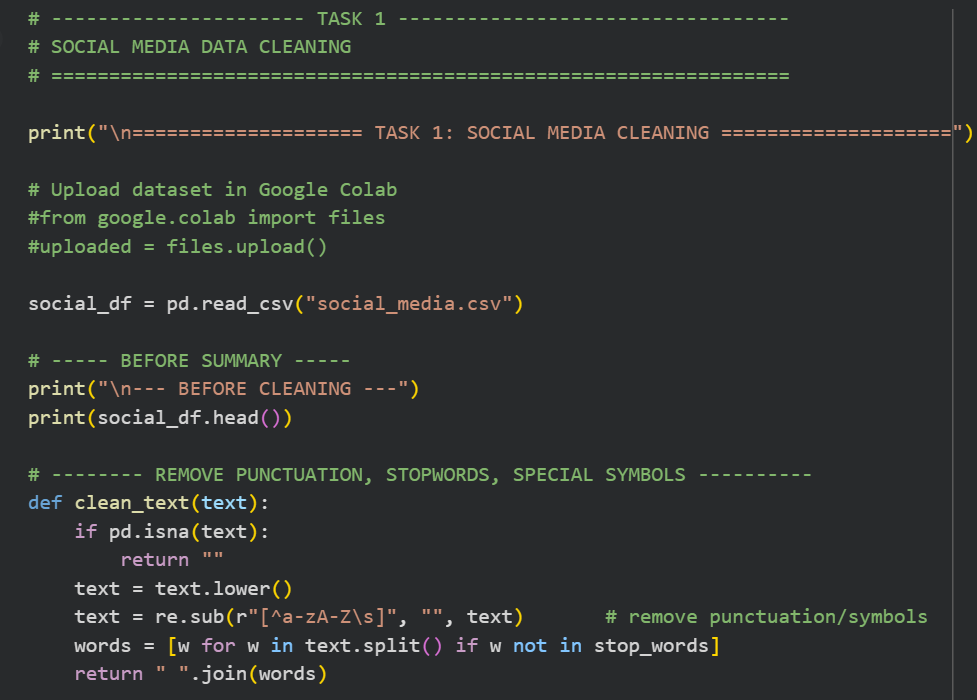 # ---------------------- TASK 1 ----------------------------------
# SOCIAL MEDIA DATA CLEANING
# ================================================================
print("\n==================== TASK 1: SOCIAL MEDIA CLEANING ====================")
# Upload dataset in Google Colab
#from google.colab import files
#uploaded = files.upload()
social_df = pd.read_csv("social_media.csv")
# ----- BEFORE SUMMARY -----
print("\n--- BEFORE CLEANING ---")
print(social_df.head())
# -------- REMOVE PUNCTUATION, STOPWORDS, SPECIAL SYMBOLS ----------
def clean_text(text):
    if pd.isna(text):
        return ""
    text = text.lower()
    text = re.sub(r"[^a-zA-Z\s]", "", text)       # remove punctuation/symbols
    words = [w for w in text.split() if w not in stop_words]
    return " ".join(words)